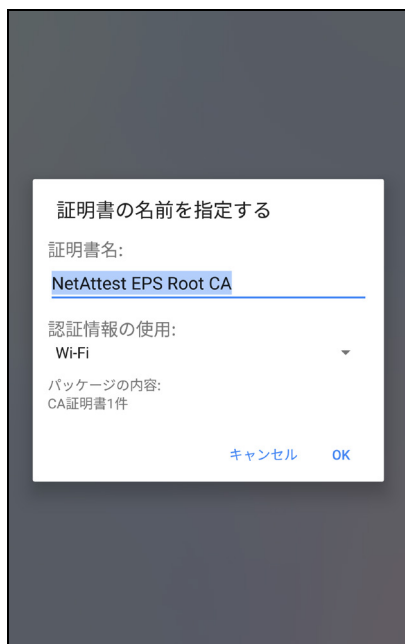 証明書の名前を指定する
証明書名:
NetAttest EPS Root CA
認証情報の使用:
Wi-Fi
パッケージの内容:
CA証明書1件
キャンセル OK